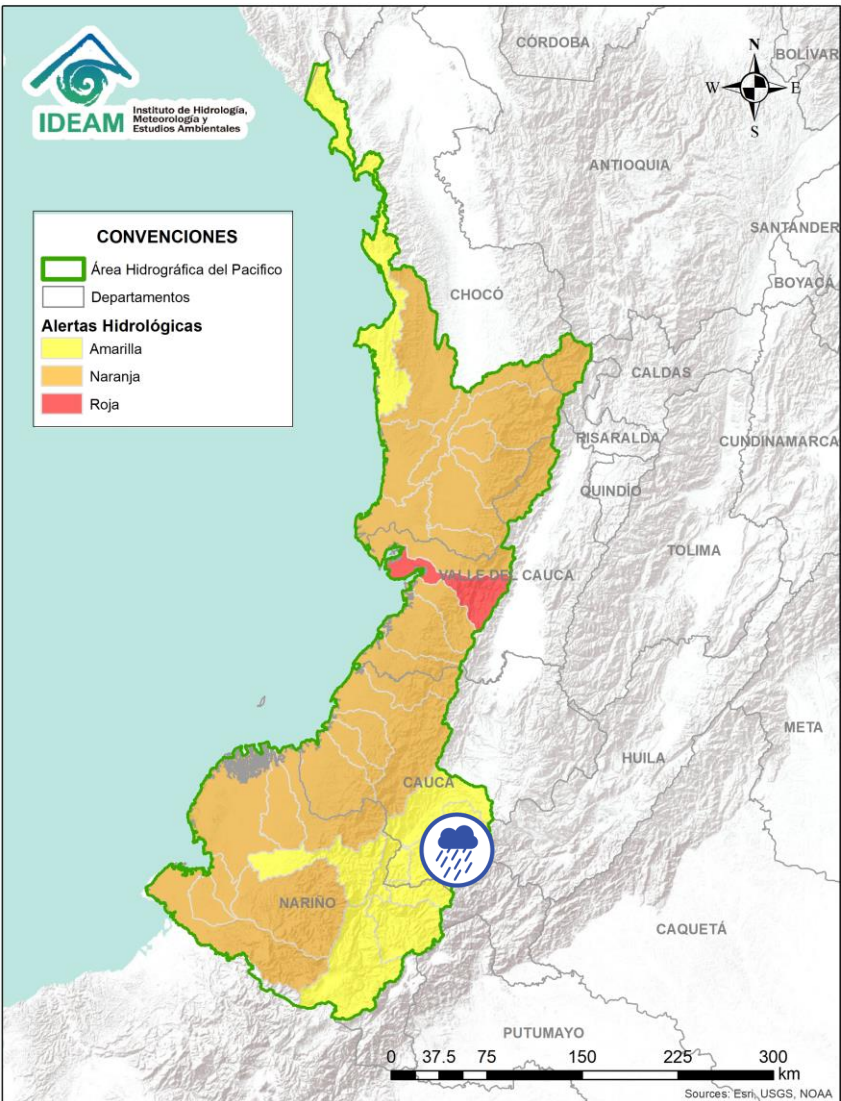 IDEAM
Instituto de Hidrología,
Meteorología y
Estudios Ambientales
CÓRDOBA
BOLÍVAR
N
W
E
S
ANTIOQUIA
SANTANDER
BOYACÁ
CONVENCIONES
Área Hidrográfica del Pacifico
Departamentos
Alertas Hidrológicas
Amarilla
Naranja
Roja
CHOCÓ
CALDAS
RISARALDA
CUNDINAMARCA
QUINDÍO
TOLIMA
VALLE DEL CAUCA
META
HUILA
CAUCA
NARIÑO
CAQUETÁ
PUTUMAYO
0 37.5 75 150 225 300
km
Sources: Esri, USGS, NOAA